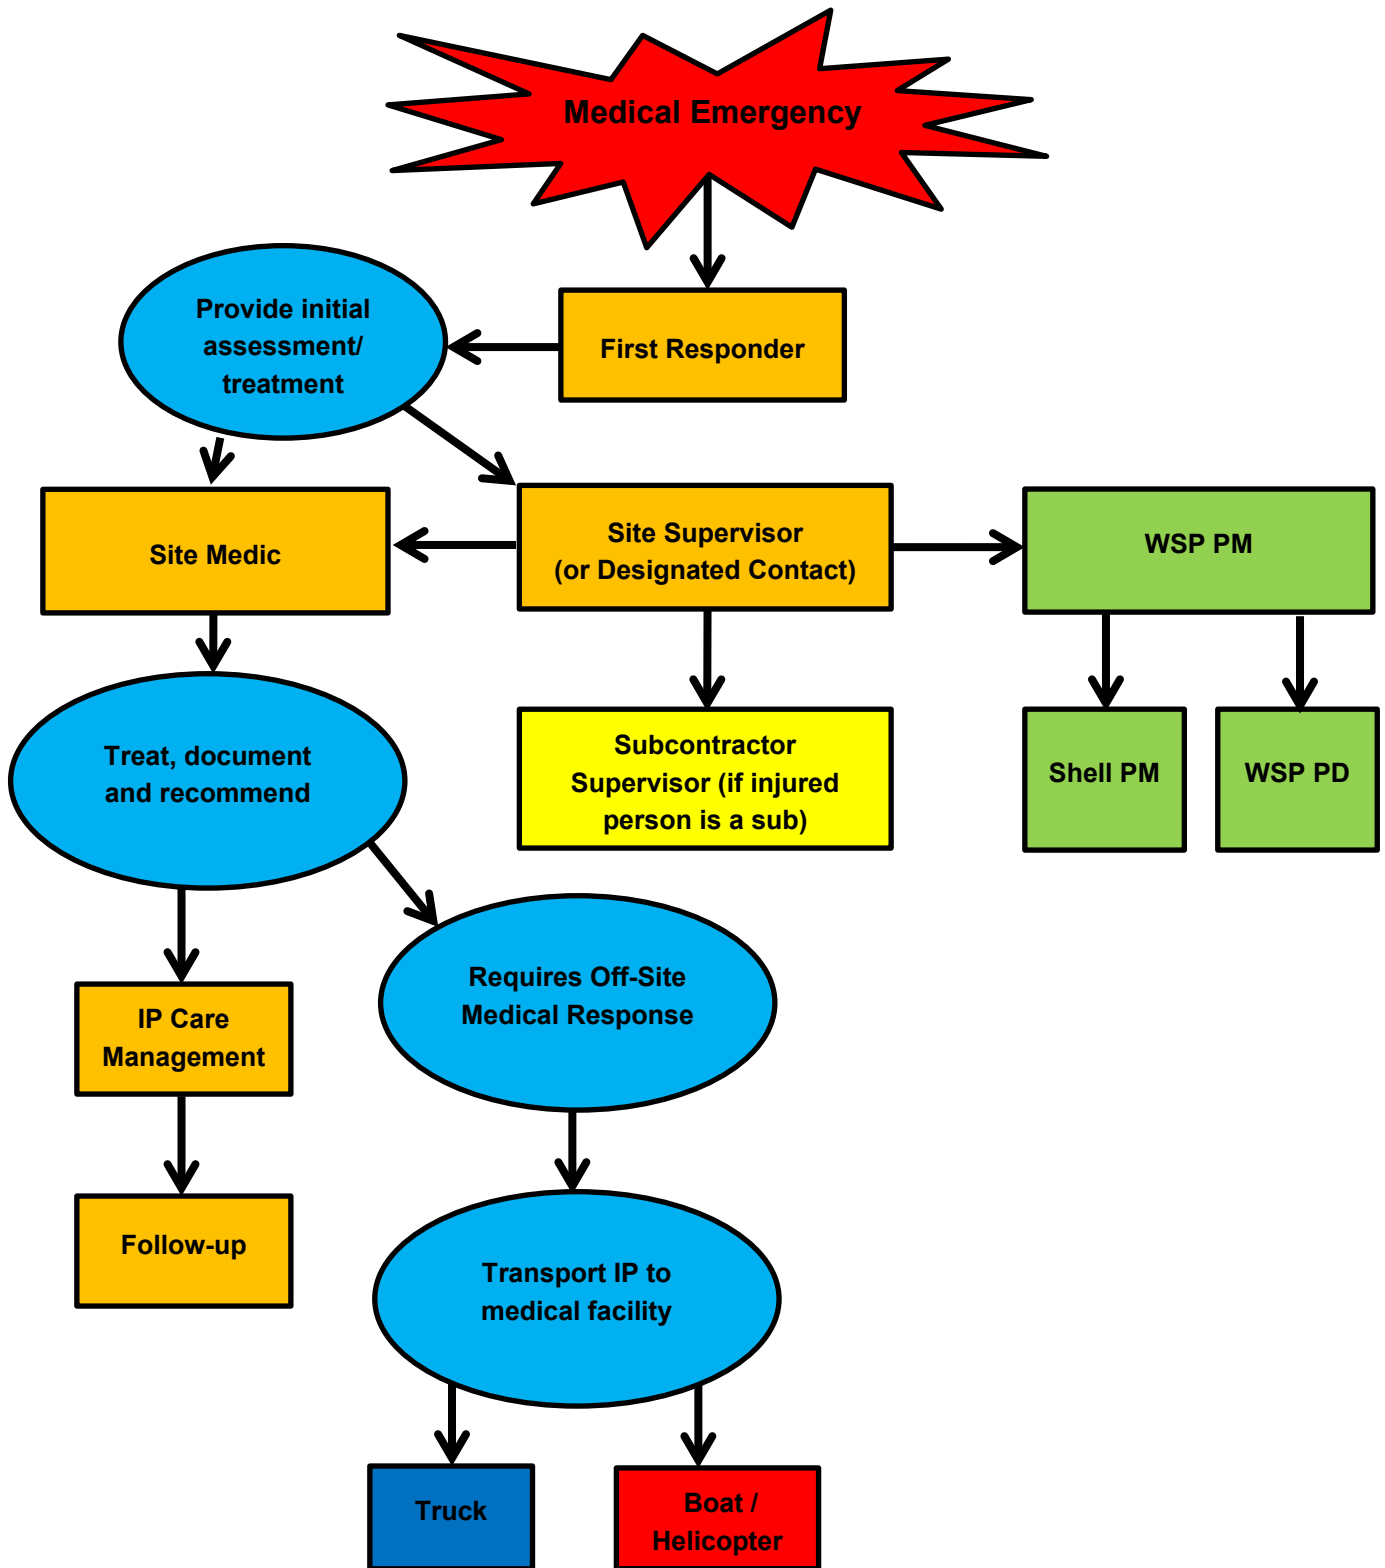 Medical Emergency
Provide initial
assessment/
treatment
First Responder
Site Medic
Site Supervisor
(or Designated Contact)
WSP PM
Treat, document
and recommend
Subcontractor
Supervisor (if injured
person is a sub)
Shell PM
WSP PD
Requires Off-Site
Medical Response
IP Care
Management
Follow-up
Transport IP to
medical facility
Truck
Boat /
Helicopter